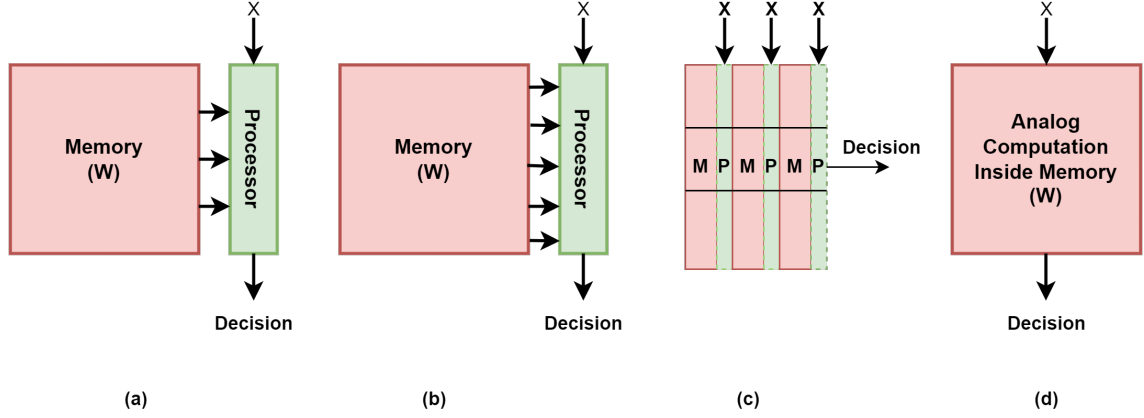 X
Memory
(W)
Processor
Decision
(a)
X
Memory
(W)
Processor
Decision
(b)
X X X
M P M P M P
Decision
(c)
X
Analog
Computation
Inside Memory
(W)
Decision
(d)